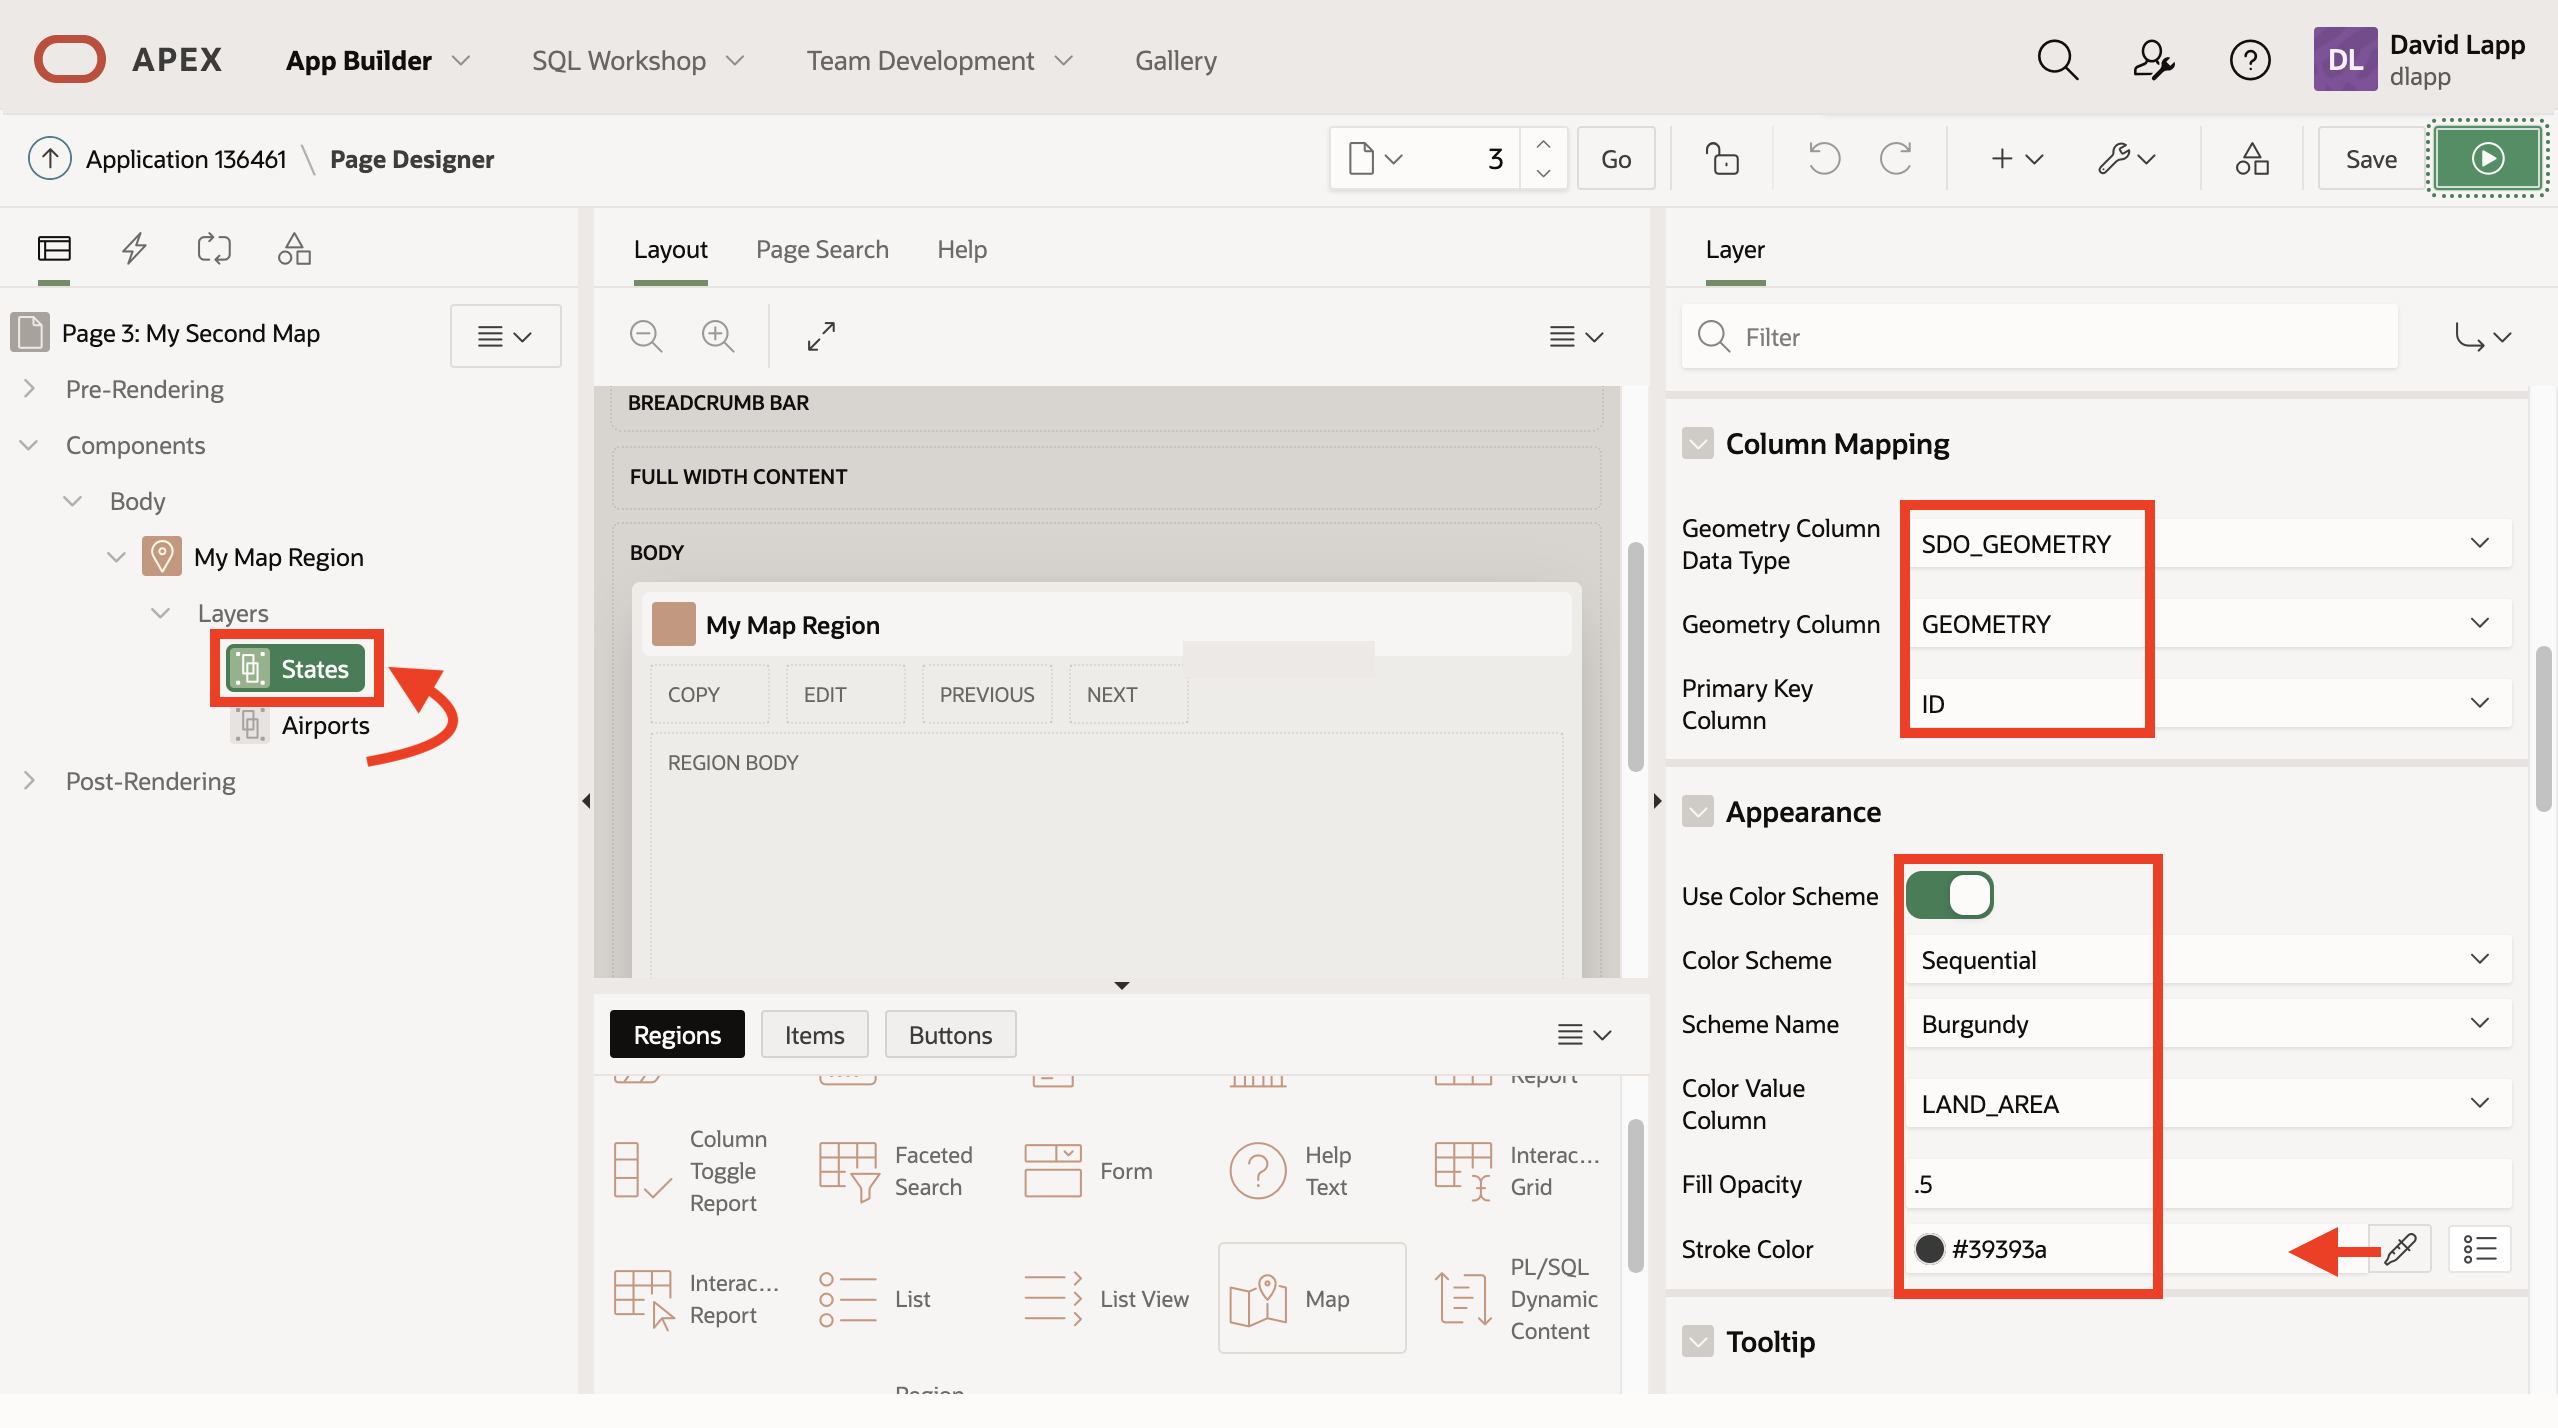 APEX
App Builder
SQL Workshop
Team Development
Gallery
DL
David Lapp
dlapp
Application 136461 \ Page Designer
3
Go
Save
Page 3: My Second Map
Pre-Rendering
Components
Body
My Map Region
Layers
States
Airports
Post-Rendering
Layout
Page Search
Help
BREADCRUMB BAR
FULL WIDTH CONTENT
BODY
My Map Region
COPY
EDIT
PREVIOUS
NEXT
REGION BODY
Regions
Items
Buttons
Report
Column
Toggle
Report
Faceted
Search
Form
Help
Text
Interac...
Grid
Interac...
Report
List
List View
Map
PL/SQL
Dynamic
Content
Region
Layer
Filter
Column Mapping
Geometry Column
Data Type
SDO_GEOMETRY
Geometry Column
GEOMETRY
Primary Key
Column
ID
Appearance
Use Color Scheme
Color Scheme
Sequential
Scheme Name
Burgundy
Color Value
Column
LAND_AREA
Fill Opacity
.5
Stroke Color
#39393a
Tooltip